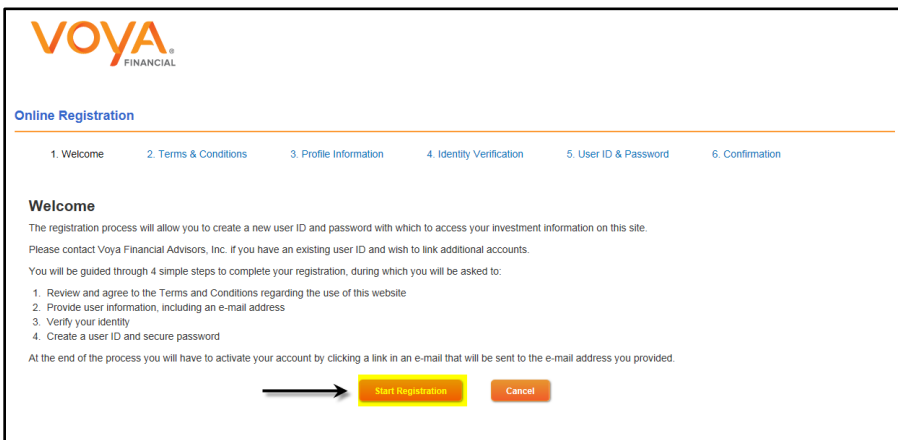 VOYA®
FINANCIAL
Online Registration
1. Welcome 2. Terms & Conditions 3. Profile Information 4. Identity Verification 5. User ID & Password 6. Confirmation
Welcome
The registration process will allow you to create a new user ID and password with which to access your investment information on this site.
Please contact Voya Financial Advisors, Inc. if you have an existing user ID and wish to link additional accounts.
You will be guided through 4 simple steps to complete your registration, during which you will be asked to:
1. Review and agree to the Terms and Conditions regarding the use of this website
2. Provide user information, including an e-mail address
3. Verify your identity
4. Create a user ID and secure password
At the end of the process you will have to activate your account by clicking a link in an e-mail that will be sent to the e-mail address you provided.
Start Registration Cancel